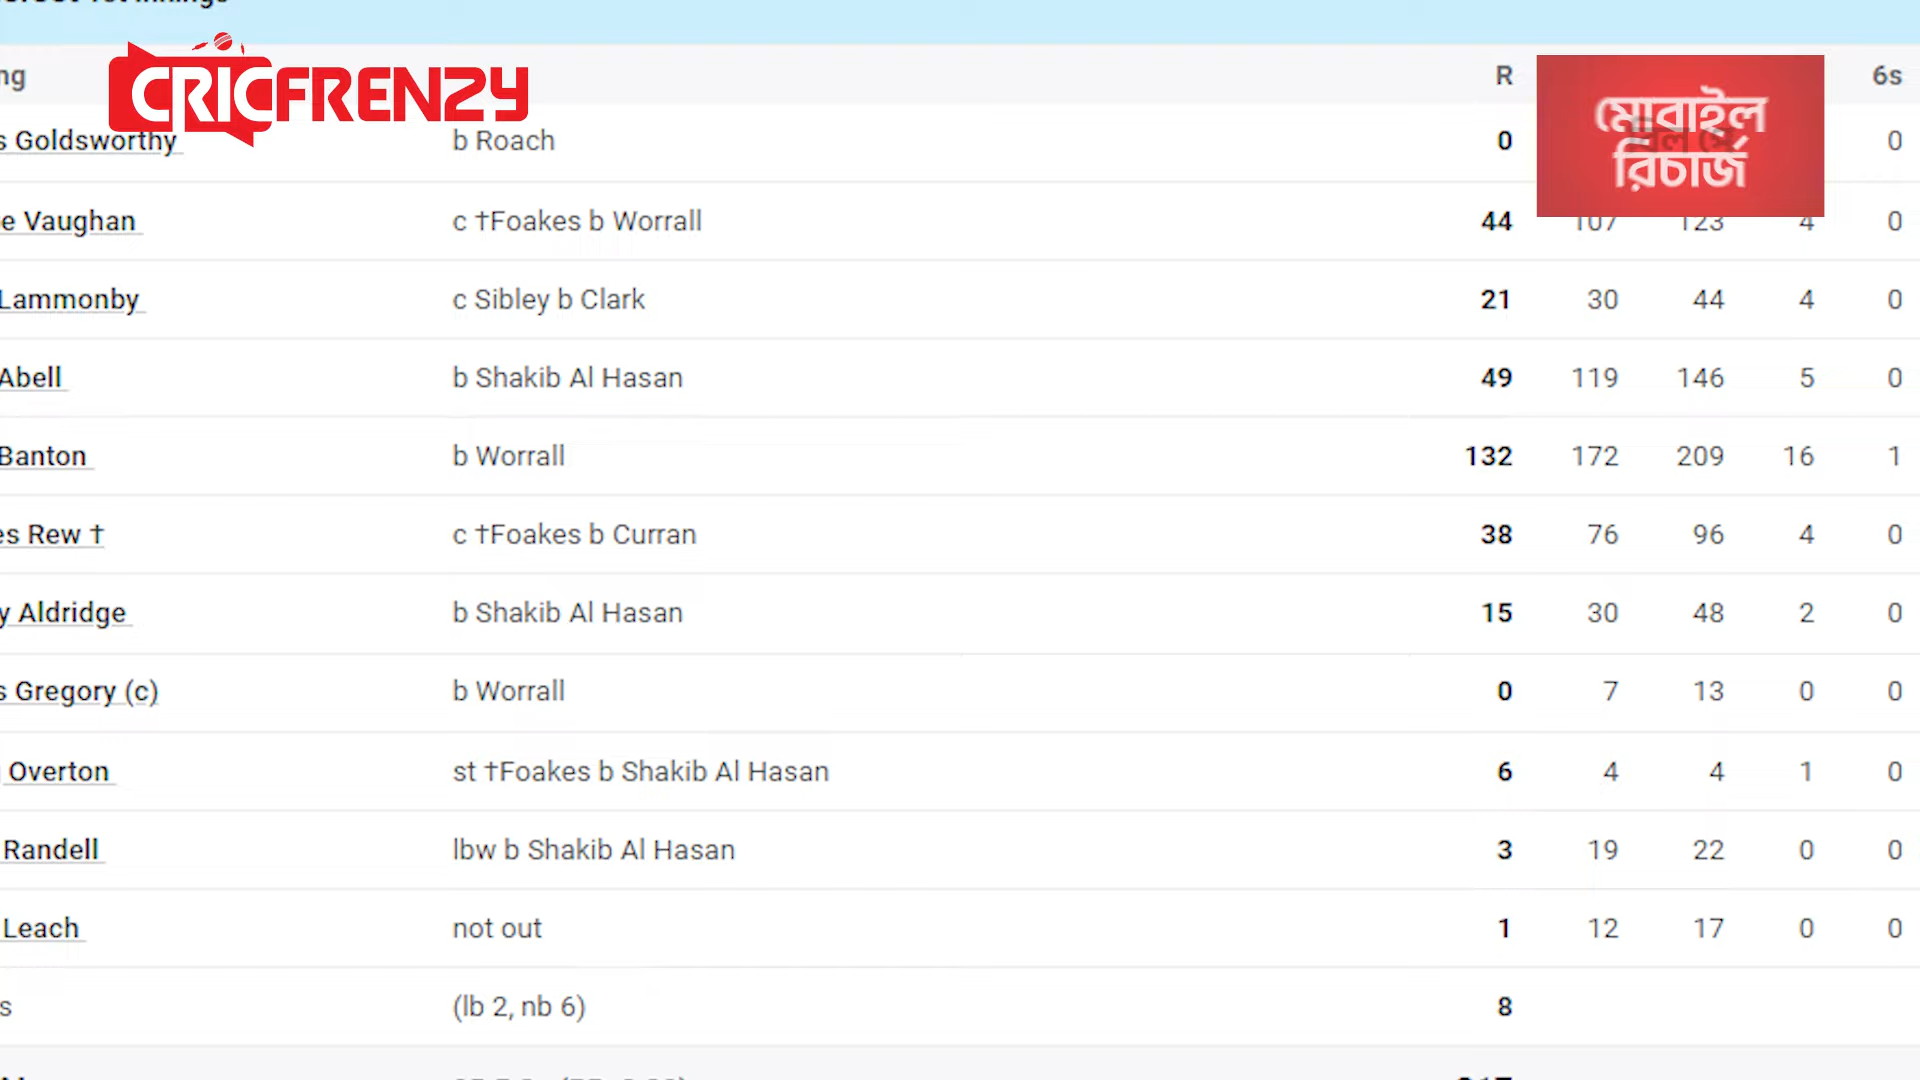 CRICFRENZY
R 6s
মোবাইল
রিচার্জ
s Goldsworthy b Roach 0 0
e Vaughan c †Foakes b Worrall 44 107 123 4 0
Lammonby c Sibley b Clark 21 30 44 4 0
Abell b Shakib Al Hasan 49 119 146 5 0
Banton b Worrall 132 172 209 16 1
es Rew † c †Foakes b Curran 38 76 96 4 0
y Aldridge b Shakib Al Hasan 15 30 48 2 0
s Gregory (c) b Worrall 0 7 13 0 0
Overton st †Foakes b Shakib Al Hasan 6 4 4 1 0
Randell lbw b Shakib Al Hasan 3 19 22 0 0
Leach not out 1 12 17 0 0
s (lb 2, nb 6) 8